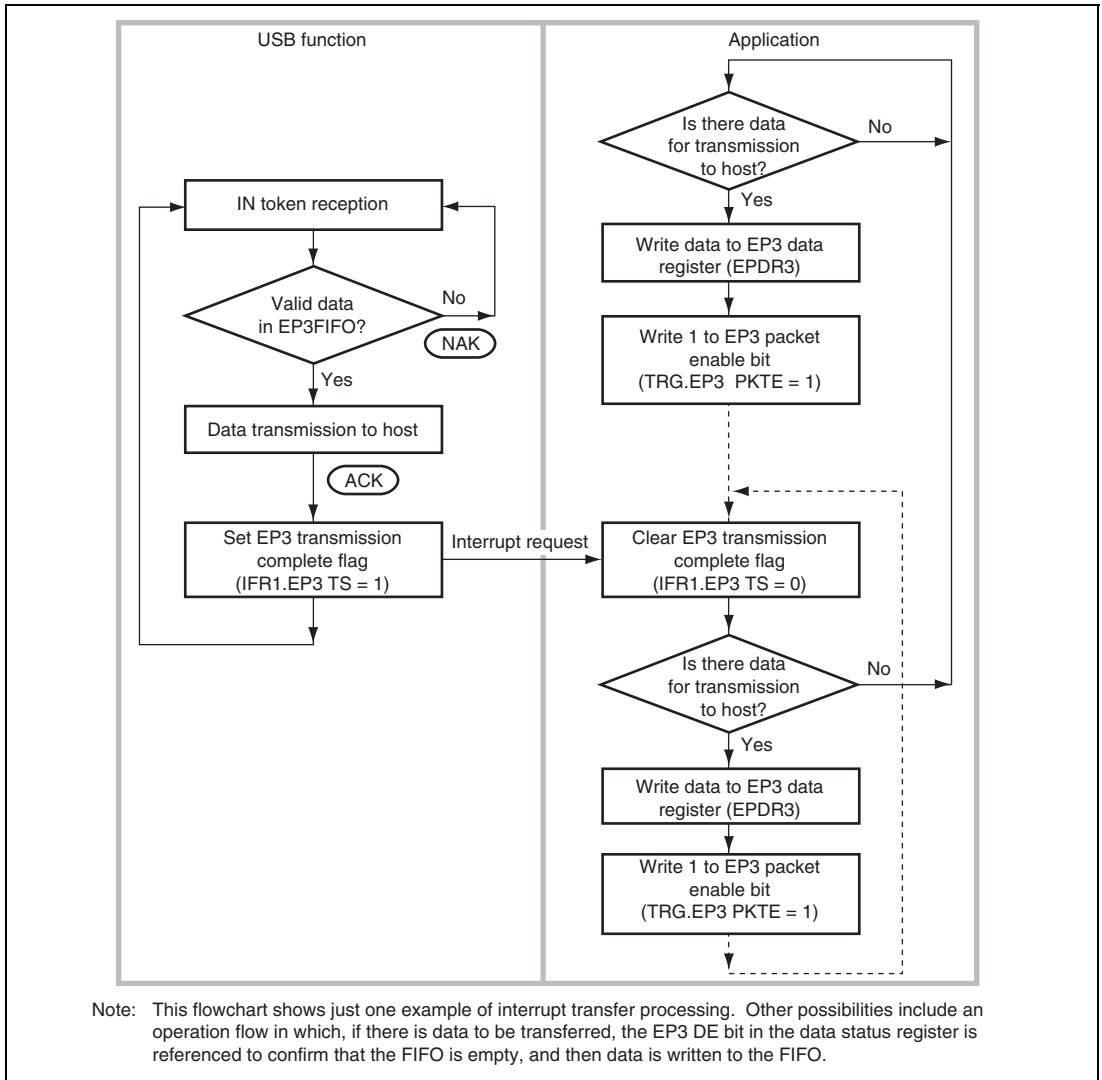 USB function
Application
Is there data
for transmission
to host?
No
Yes
Write data to EP3 data
register (EPDR3)
Write 1 to EP3 packet
enable bit
(TRG.EP3 PKTE = 1)
IN token reception
Valid data
in EP3FIFO?
No
NAK
Yes
Data transmission to host
ACK
Set EP3 transmission
complete flag
(IFR1.EP3 TS = 1)
Interrupt request
Clear EP3 transmission
complete flag
(IFR1.EP3 TS = 0)
Is there data
for transmission
to host?
No
Yes
Write data to EP3 data
register (EPDR3)
Write 1 to EP3 packet
enable bit
(TRG.EP3 PKTE = 1)
Note: This flowchart shows just one example of interrupt transfer processing. Other possibilities include an
operation flow in which, if there is data to be transferred, the EP3 DE bit in the data status register is
referenced to confirm that the FIFO is empty, and then data is written to the FIFO.